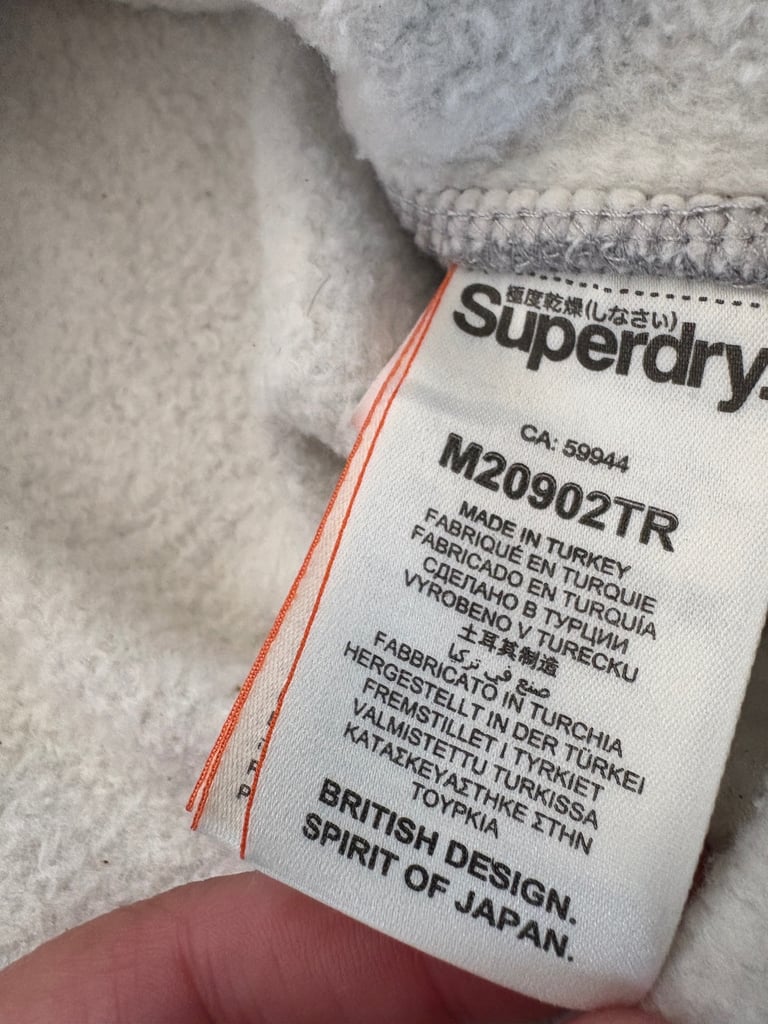 極度乾燥(しなさい)
Superdry.
CA: 59944
M20902TR
MADE IN TURKEY
FABRIQUÉ EN TURQUIE
FABRICADO EN TURQUÍA
СДЕЛАНО В ТУРЦИИ
VYROBENO V TURECKU
土耳其制造
صنع في تركيا
FABBRICATO IN TURCHIA
HERGESTELLT IN DER TÜRKEI
FREMSTILLET I TYRKIET
VALMISTETTU TURKISSA
ΚΑΤΑΣΚΕΥΑΣΤΗΚΕ ΣΤΗΝ
ΤΟΥΡΚΙΑ
BRITISH DESIGN.
SPIRIT OF JAPAN.